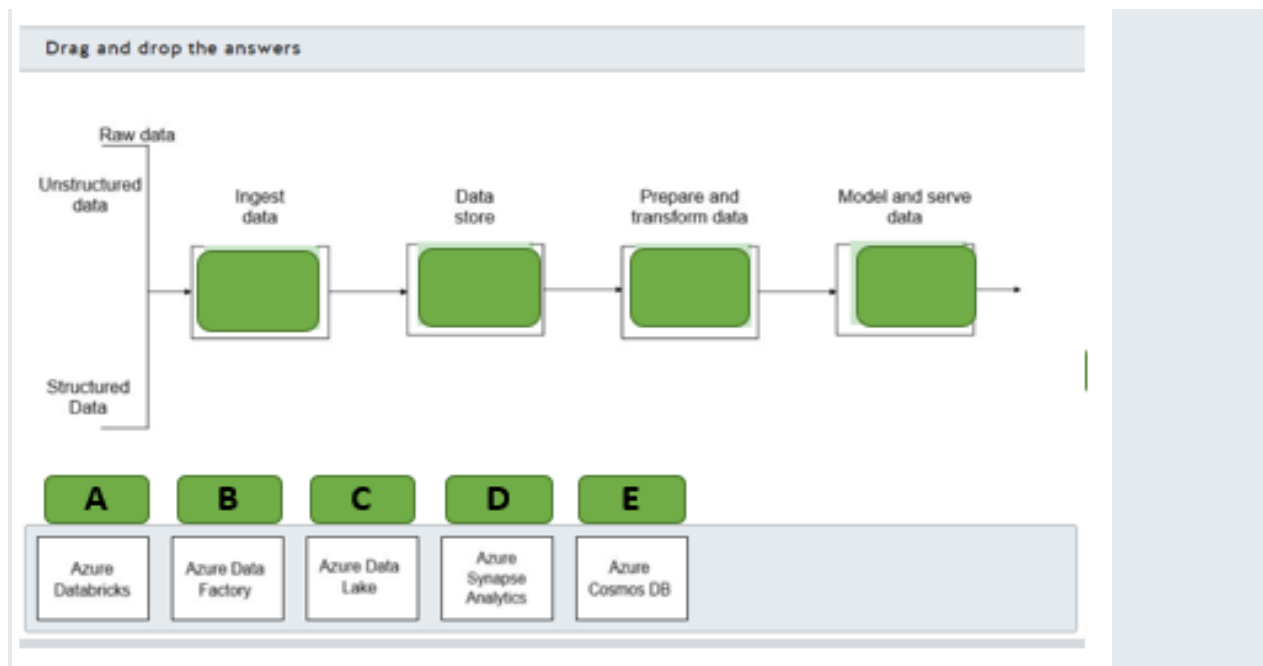 Drag and drop the answers
Raw data
Unstructured
data
Ingest
data
Data
store
Prepare and
transform data
Model and serve
data
Structured
Data
A
B
C
D
E
Azure
Databricks
Azure Data
Factory
Azure Data
Lake
Azure
Synapse
Analytics
Azure
Cosmos DB